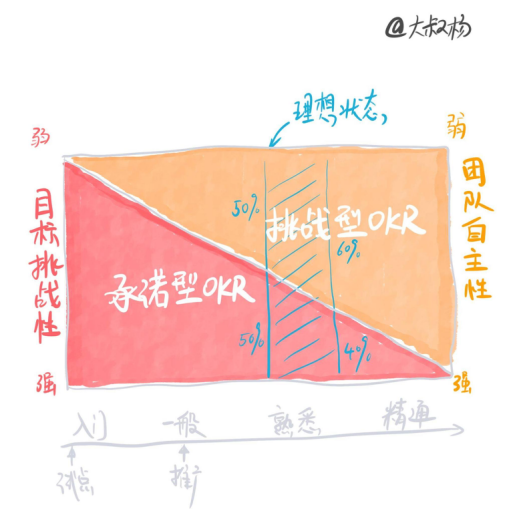 @大叔杨
理想状态
弱
弱
目标挑战性
团队自主性
50%
挑战型OKR
60%
承诺型OKR
50%
40%
强
强
入门 一般 熟悉 精通
试点 推广